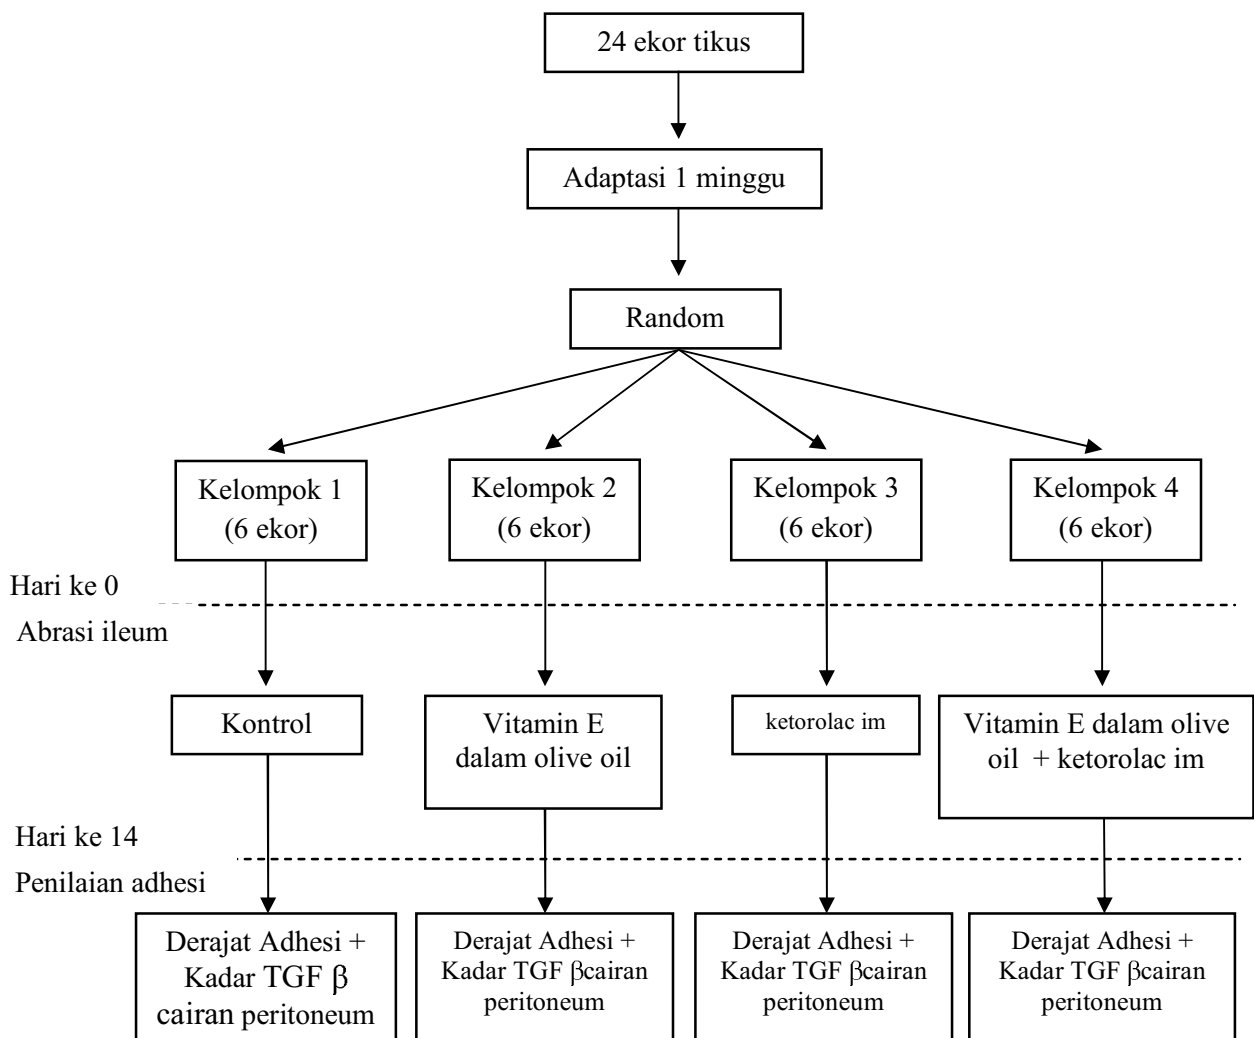 24 ekor tikus
Adaptasi 1 minggu
Random
Kelompok 1
(6 ekor)
Kelompok 2
(6 ekor)
Kelompok 3
(6 ekor)
Kelompok 4
(6 ekor)
Hari ke 0
Abrasi ileum
Kontrol
Vitamin E
dalam olive oil
ketorolac im
Vitamin E dalam olive
oil + ketorolac im
Hari ke 14
Penilaian adhesi
Derajat Adhesi +
Kadar TGF β
cairan peritoneum
Derajat Adhesi +
Kadar TGF βcairan
peritoneum
Derajat Adhesi +
Kadar TGF βcairan
peritoneum
Derajat Adhesi +
Kadar TGF βcairan
peritoneum